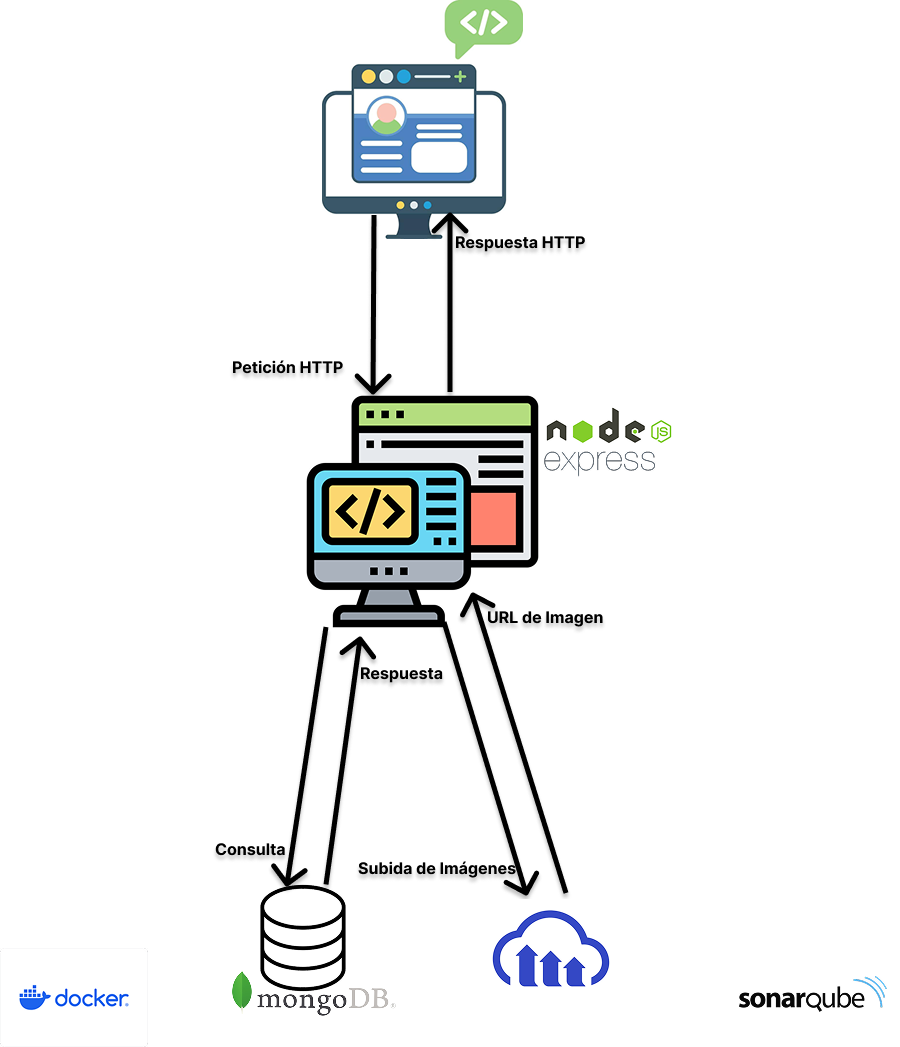 </>
Respuesta HTTP
Petición HTTP
node JS
express
</>
URL de Imagen
Respuesta
Consulta
Subida de Imágenes
docker
mongoDB
sonarqube